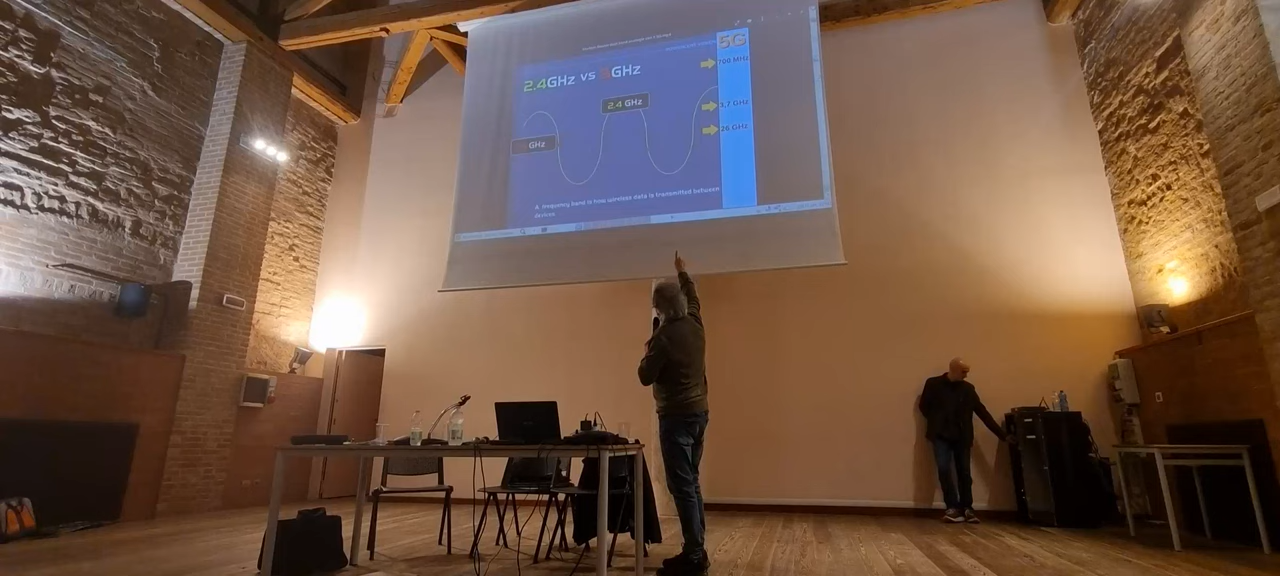 5G
700 MHz
2.4GHz vs 5GHz
2.4 GHz
3,7 GHz
26 GHz
GHz
A frequency band is how wireless data is transmitted between
devices